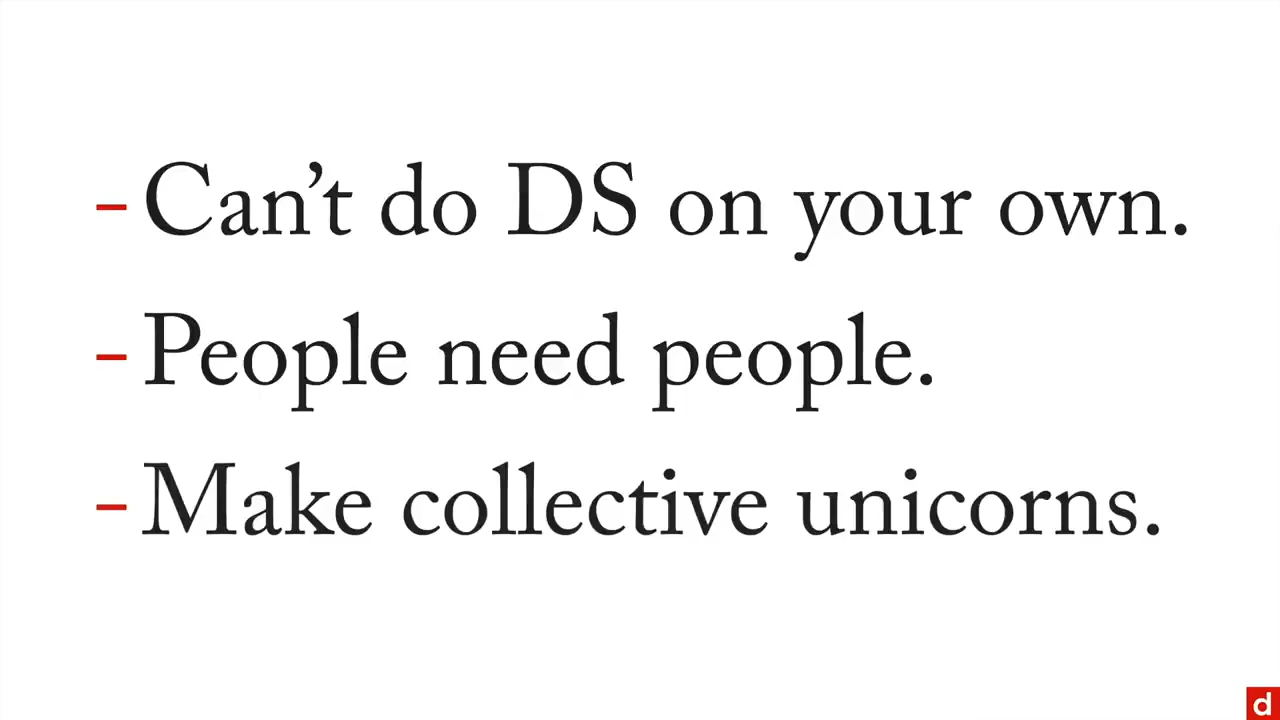 - Can’t do DS on your own.
- People need people.
- Make collective unicorns.
d